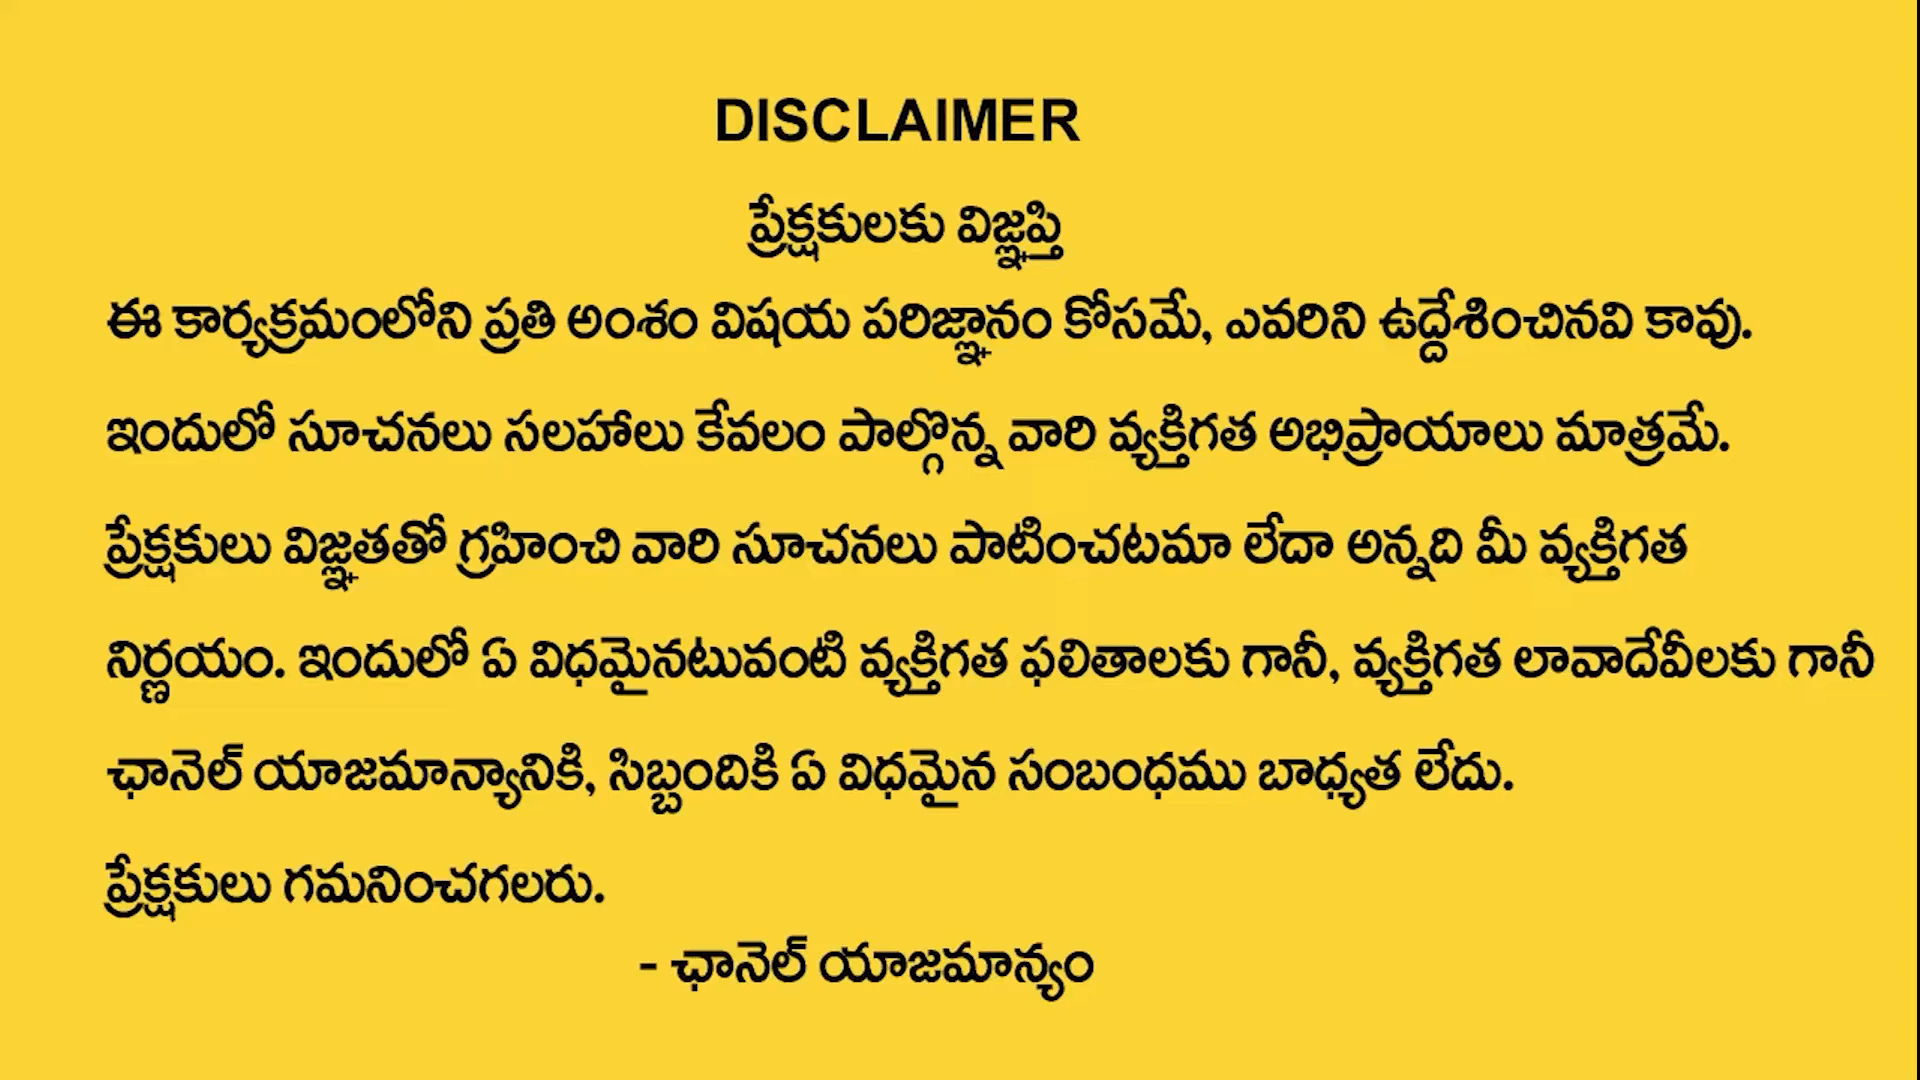 DISCLAIMER
ప్రేక్షకులకు విజ్ఞప్తి
ఈ కార్యక్రమంలోని ప్రతి అంశం విషయ పరిజ్ఞానం కోసమే, ఎవరిని ఉద్దేశించినవి కావు.
ఇందులో సూచనలు సలహాలు కేవలం పాల్గొన్న వారి వ్యక్తిగత అభిప్రాయాలు మాత్రమే.
ప్రేక్షకులు విజ్ఞతతో గ్రహించి వారి సూచనలు పాటించటమా లేదా అన్నది మీ వ్యక్తిగత
నిర్ణయం. ఇందులో ఏ విధమైనటువంటి వ్యక్తిగత ఫలితాలకు గానీ, వ్యక్తిగత లావాదేవీలకు గానీ
ఛానెల్ యాజమాన్యానికి, సిబ్బందికి ఏ విధమైన సంబంధము బాధ్యత లేదు.
ప్రేక్షకులు గమనించగలరు.
- ఛానెల్ యాజమాన్యం